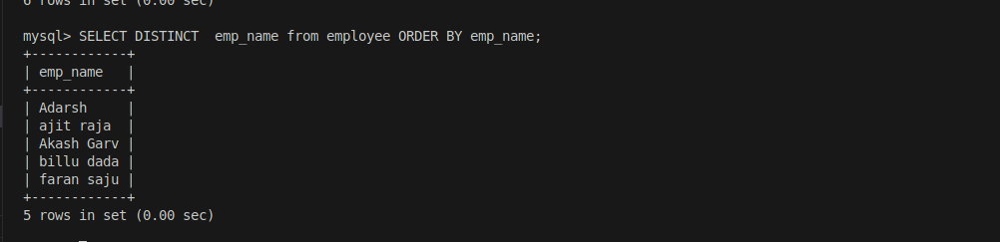 6 rows in set (0.00 sec)
mysql> SELECT DISTINCT  emp_name from employee ORDER BY emp_name;
+------------+
| emp_name   |
+------------+
| Adarsh     |
| ajit raja  |
| Akash Garv |
| billu dada |
| faran saju |
+------------+
5 rows in set (0.00 sec)